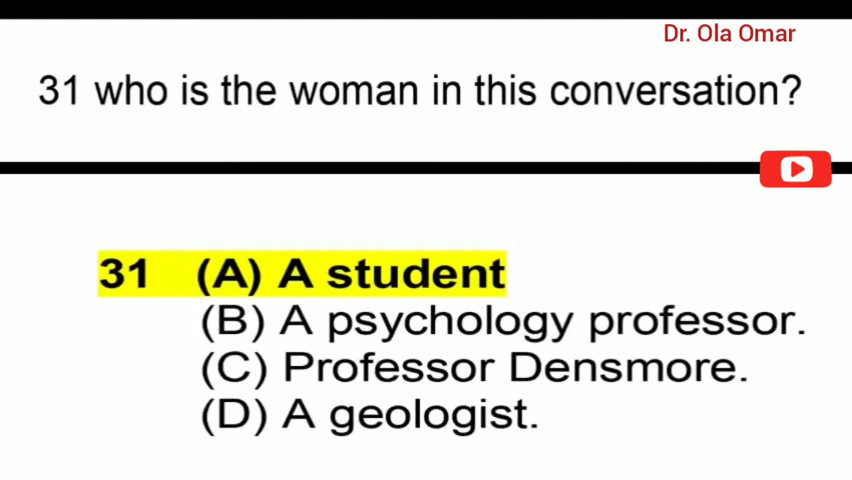 Dr. Ola Omar
31 who is the woman in this conversation?
31 (A) A student
(B) A psychology professor.
(C) Professor Densmore.
(D) A geologist.